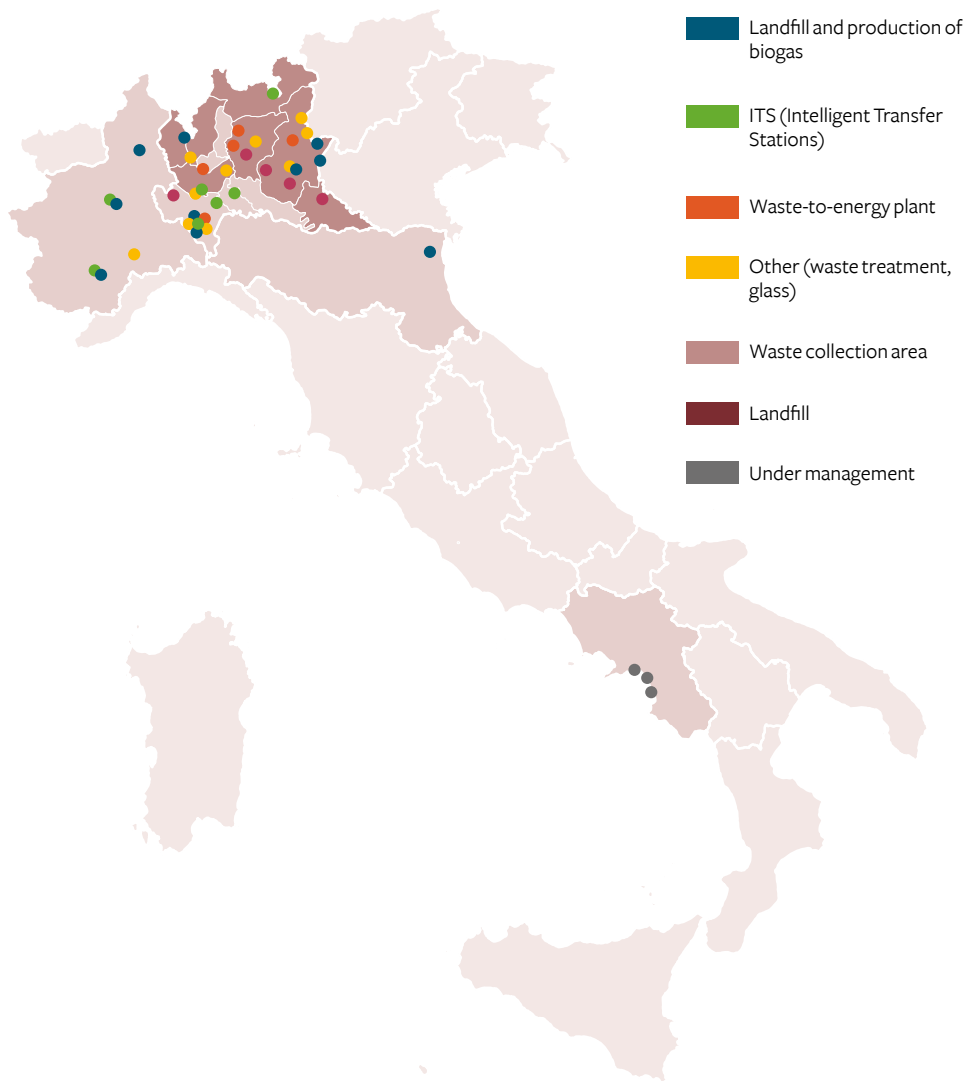 Landfill and production of
biogas
ITS (Intelligent Transfer
Stations)
Waste-to-energy plant
Other (waste treatment,
glass)
Waste collection area
Landfill
Under management